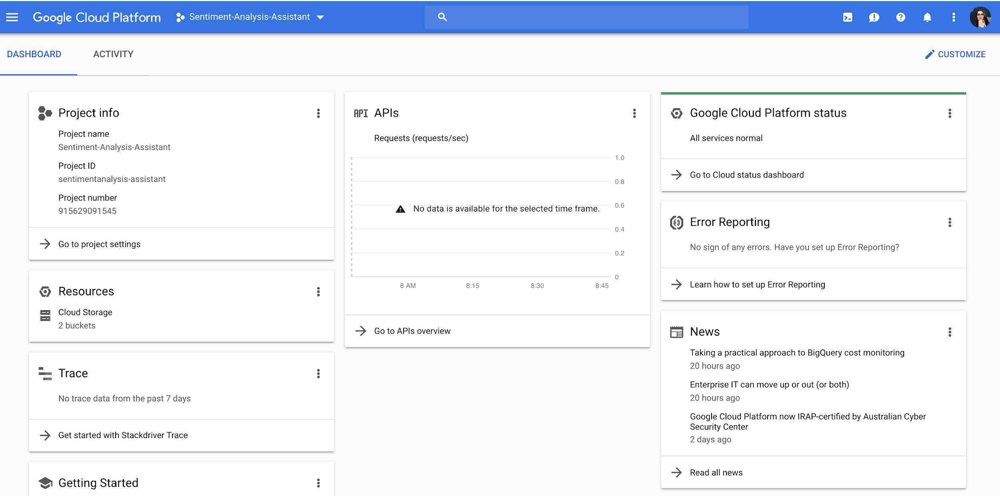 Google Cloud Platform
Sentiment-Analysis-Assistant
DASHBOARD
ACTIVITY
CUSTOMIZE
Project info
Project name
Sentiment-Analysis-Assistant
Project ID
sentimentanalysis-assistant
Project number
915629091545
Go to project settings
Resources
Cloud Storage
2 buckets
Trace
No trace data from the past 7 days
Get started with Stackdriver Trace
Getting Started
API APIs
Requests (requests/sec)
1.0
0.8
No data is available for the selected time frame.
0.6
0.4
0.2
0
8 AM 8:15 8:30 8:45
Go to APIs overview
Google Cloud Platform status
All services normal
Go to Cloud status dashboard
Error Reporting
No sign of any errors. Have you set up Error Reporting?
Learn how to set up Error Reporting
News
Taking a practical approach to BigQuery cost monitoring
20 hours ago
Enterprise IT can move up or out (or both)
20 hours ago
Google Cloud Platform now IRAP-certified by Australian Cyber
Security Center
2 days ago
Read all news